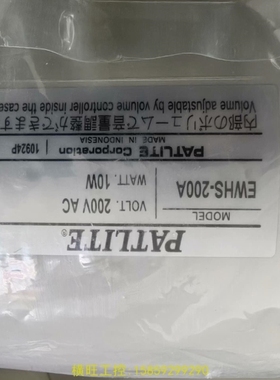 PATLITE®
MODEL
EWHS-200A
VOLT. 200V AC
WATT. 10W
PATLITE Corporation
MADE IN INDONESIA
10924P
Volume adjustable by volume controller inside the case
内部のボリュームで音量調整ができます